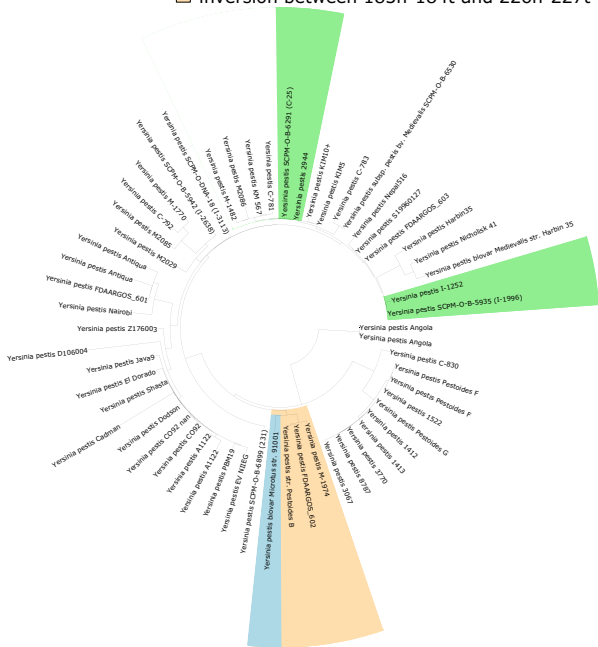 Inversion between 183h-184t and 226h-227t
Yersinia pestis SCPM-O-B-6291 (C-25)
Yersinia pestis 2944
Yersinia pestis KIM10+
Yersinia pestis KIM5
Yersinia pestis C-783
Yersinia pestis subsp. pestis bv. Medievalis SCPM-O-B-6530
Yersinia pestis Nepal516
Yersinia pestis S19960127
Yersinia pestis FDAARGOS_603
Yersinia pestis Harbin35
Yersinia pestis Nicholisk 41
Yersinia pestis biovar Medievalis str. Harbin 35
Yersinia pestis I-1252
Yersinia pestis SCPM-O-B-5935 (I-1996)
Yersinia pestis Angola
Yersinia pestis Angola
Yersinia pestis C-830
Yersinia pestis Pestoides F
Yersinia pestis Pestoides F
Yersinia pestis 1522
Yersinia pestis Pestoides G
Yersinia pestis 1412
Yersinia pestis 1413
Yersinia pestis 3770
Yersinia pestis 8787
Yersinia pestis 3067
Yersinia pestis M-1974
Yersinia pestis FDAARGOS_602
Yersinia pestis str. Pestoides B
Yersinia pestis biovar Microtus str. 91001
Yersinia pestis SCPM-O-B-6899 (231)
Yersinia pestis EV NIIEG
Yersinia pestis PBM19
Yersinia pestis A1122
Yersinia pestis A1122
Yersinia pestis CO92
Yersinia pestis CO92 nan
Yersinia pestis Dodson
Yersinia pestis Cadman
Yersinia pestis Shasta
Yersinia pestis El Dorado
Yersinia pestis Java9
Yersinia pestis D106004
Yersinia pestis Z176003
Yersinia pestis Nairobi
Yersinia pestis FDAARGOS_601
Yersinia pestis Antiqua
Yersinia pestis Antiqua
Yersinia pestis M2029
Yersinia pestis M2085
Yersinia pestis C-792
Yersinia pestis M-1770
Yersinia pestis SCPM-O-B-5942 (I-2638)
Yersinia pestis SCPM-O-DNA-18 (I-3113)
Yersinia pestis M-1482
Yersinia pestis M2086
Yersinia pestis KM 567
Yersinia pestis C-781